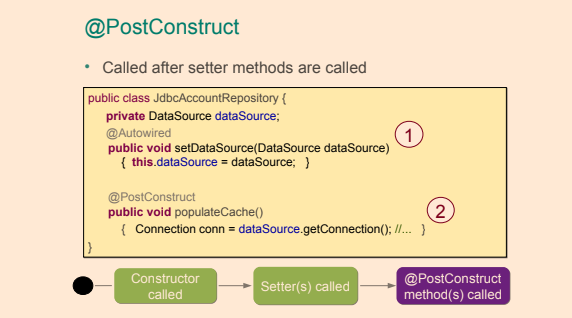 @PostConstruct
• Called after setter methods are called
public class JdbcAccountRepository {
private DataSource dataSource;
@Autowired
public void setDataSource(DataSource dataSource)
{ this.dataSource = dataSource; }
1
@PostConstruct
public void populateCache()
{ Connection conn = dataSource.getConnection(); //... }
2
}
Constructor
called
Setter(s) called
@PostConstruct
method(s) called